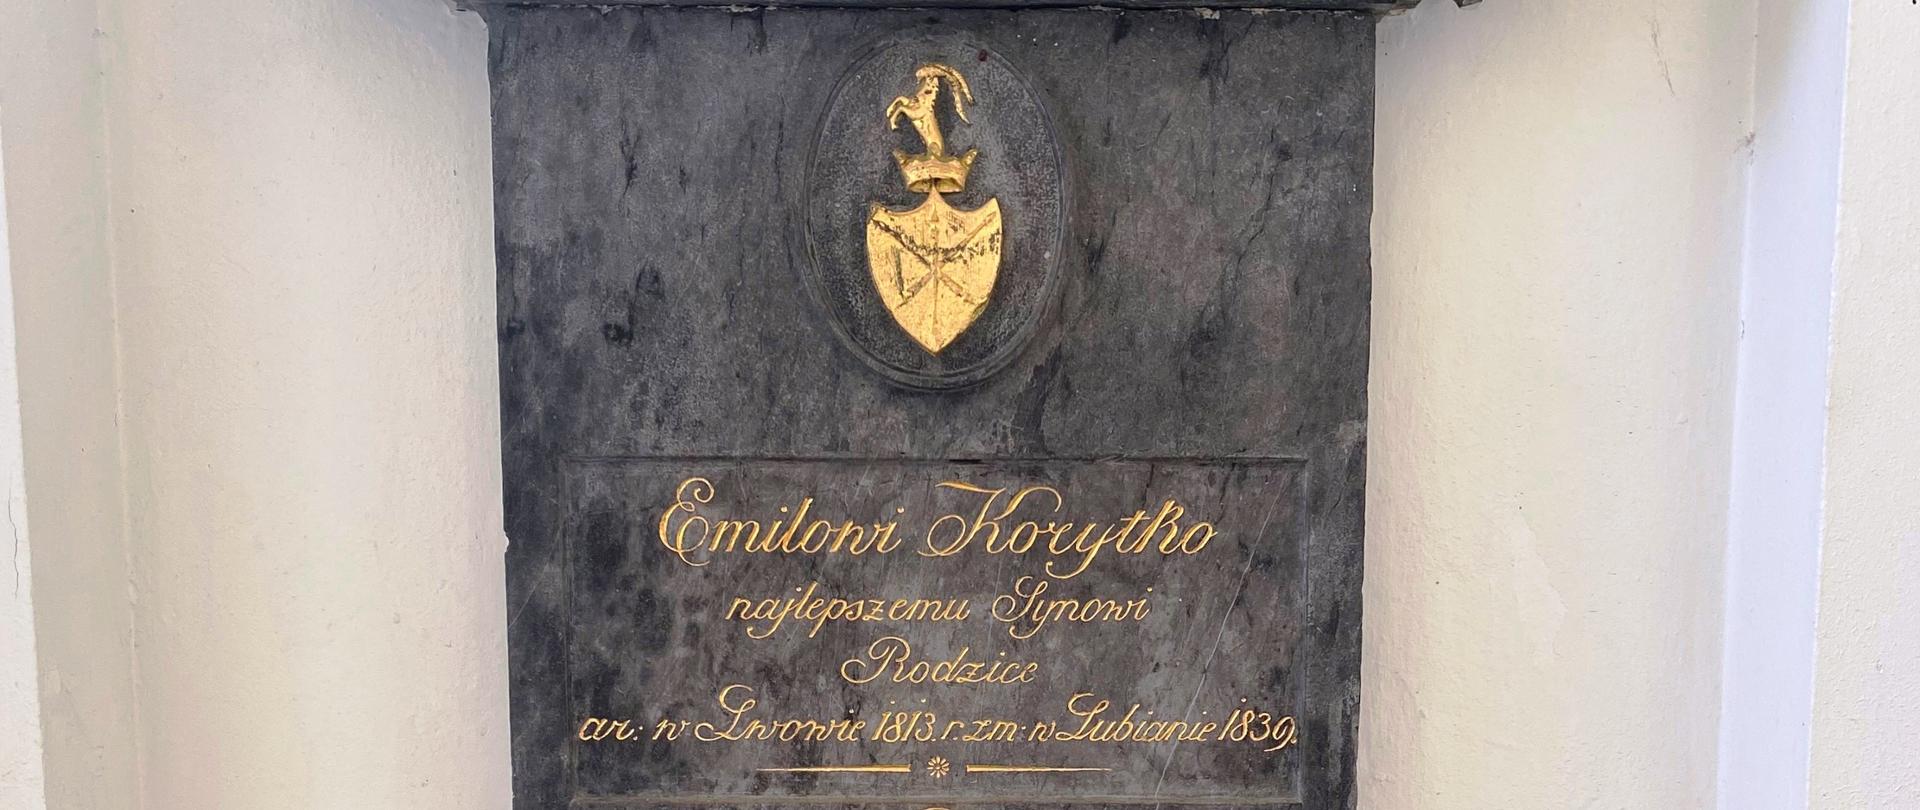 Emilowi Korytko
najlepszemu Synowi
Rodzice
ur: w Lwowie 1813. r. zm: w Lubianie 1839.